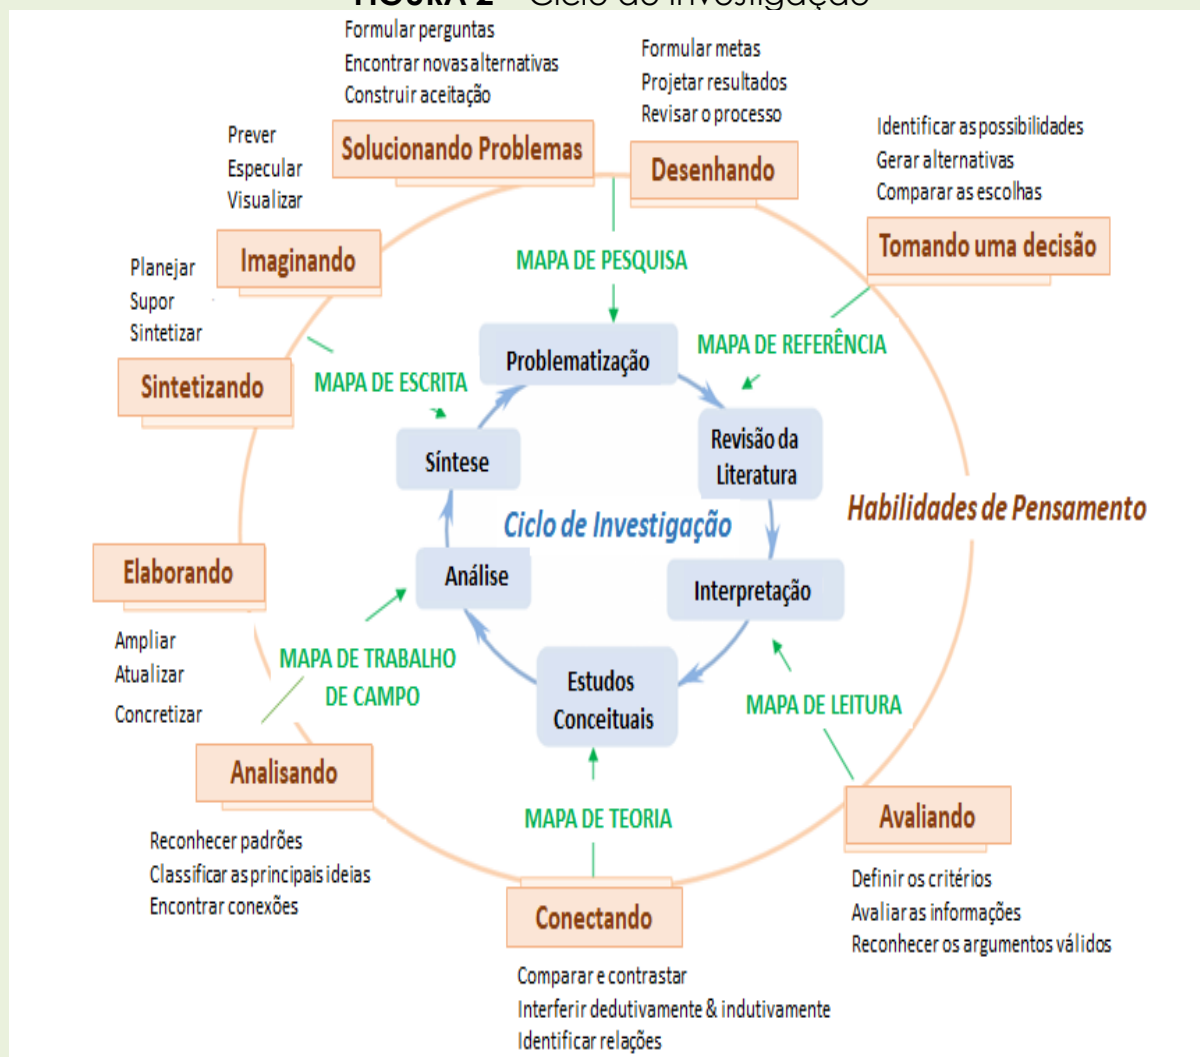 FIGURA 2 – Ciclo de Investigação
Formular perguntas
Encontrar novas alternativas
Construir aceitação
Solucionando Problemas
Formular metas
Projetar resultados
Revisar o processo
Desenhando
Identificar as possibilidades
Gerar alternativas
Comparar as escolhas
Tomando uma decisão
Prever
Especular
Visualizar
Imaginando
Planejar
Supor
Sintetizar
Sintetizando
MAPA DE PESQUISA
MAPA DE REFERÊNCIA
MAPA DE ESCRITA
Problematização
Revisão da
Literatura
Síntese
Ciclo de Investigação
Habilidades de Pensamento
Análise
Interpretação
Elaborando
Ampliar
Atualizar
Concretizar
MAPA DE TRABALHO
DE CAMPO
Estudos
Conceituais
MAPA DE LEITURA
Analisando
Reconhecer padrões
Classificar as principais ideias
Encontrar conexões
MAPA DE TEORIA
Avaliando
Definir os critérios
Avaliar as informações
Reconhecer os argumentos válidos
Conectando
Comparar e contrastar
Interferir dedutivamente & indutivamente
Identificar relações